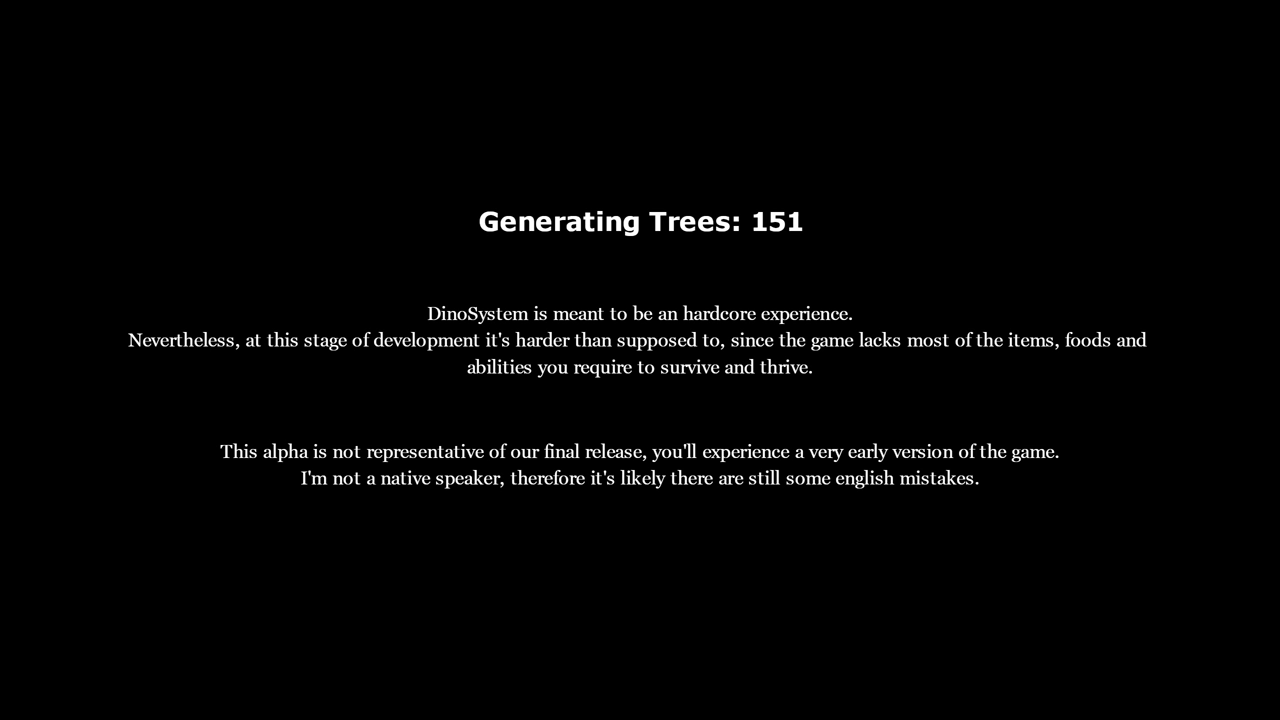 Generating Trees: 151
DinoSystem is meant to be an hardcore experience.
Nevertheless, at this stage of development it's harder than supposed to, since the game lacks most of the items, foods and
abilities you require to survive and thrive.
This alpha is not representative of our final release, you'll experience a very early version of the game.
I'm not a native speaker, therefore it's likely there are still some english mistakes.